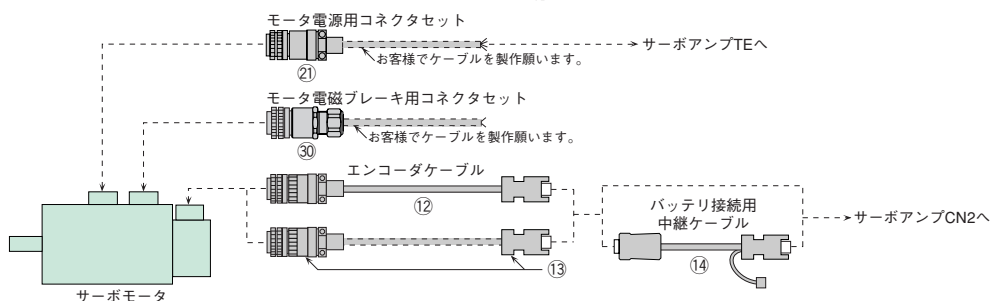 モータ電源用コネクタセット
サーボアンプTEへ
お客様でケーブルを製作願います。
㉑
モータ電磁ブレーキ用コネクタセット
お客様でケーブルを製作願います。
㉚
エンコーダケーブル
⑫
バッテリ接続用
中継ケーブル
サーボアンプCN2へ
⑬
⑭
サーボモータ